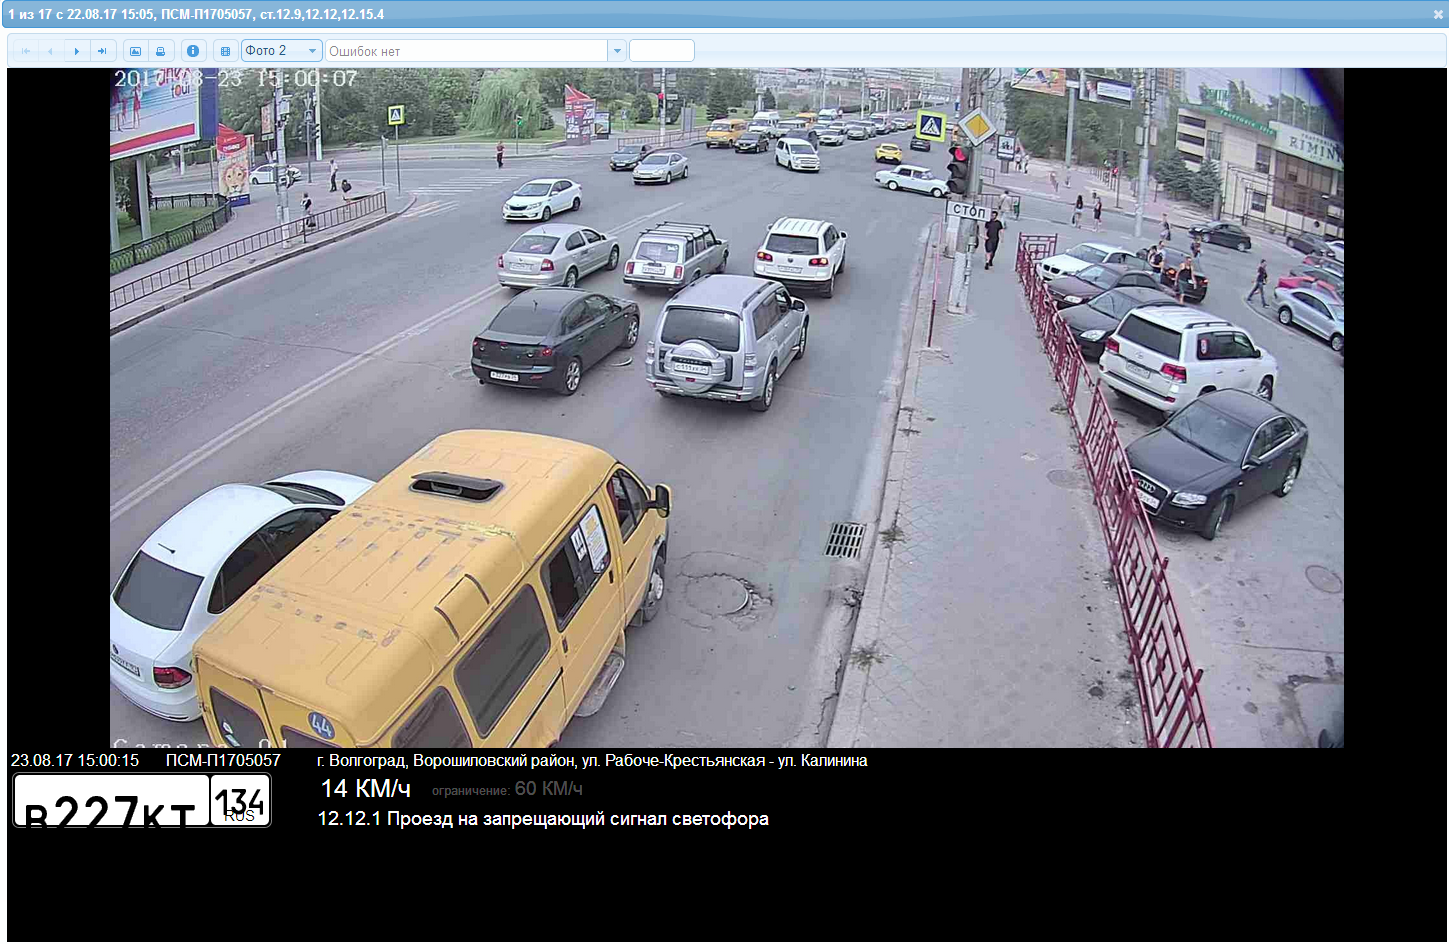 1 из 17 с 22.08.17 15:05, ПСМ-П1705057, ст.12.9,12.12,12.15.4
Фото 2
Ошибок нет
2017-08-23 15:00:07
RIMINI
СТОП
44
23.08.17 15:00:15 ПСМ-П1705057 г. Волгоград, Ворошиловский район, ул. Рабоче-Крестьянская - ул. Калинина
14 КМ/ч ограничение: 60 КМ/ч
В227КТ 134
RUS
12.12.1 Проезд на запрещающий сигнал светофора